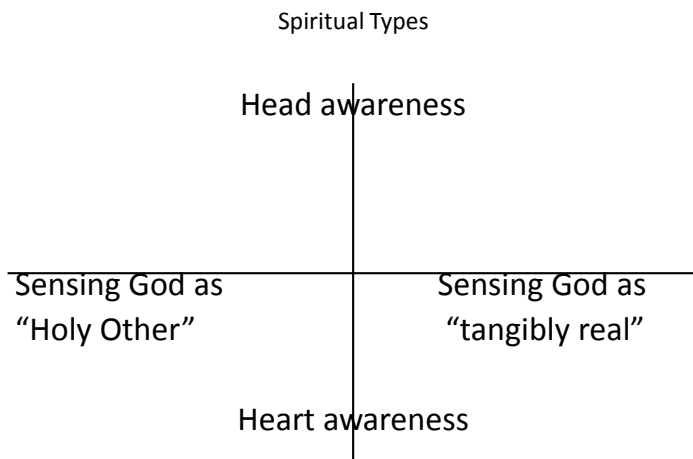 Spiritual Types
Head awareness
Sensing God as
“Holy Other”
Sensing God as
“tangibly real”
Heart awareness